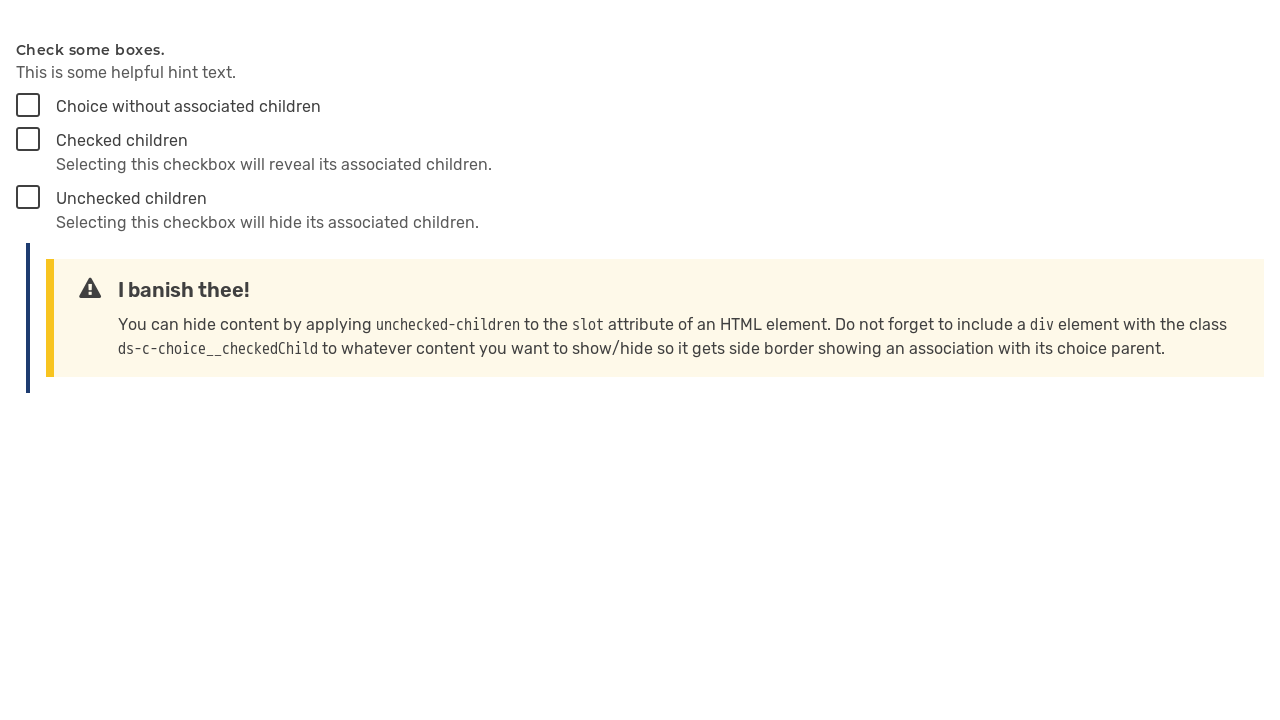 Check some boxes.
This is some helpful hint text.
Choice without associated children
Checked children
Selecting this checkbox will reveal its associated children.
Unchecked children
Selecting this checkbox will hide its associated children.
I banish thee!
You can hide content by applying unchecked-children to the slot attribute of an HTML element. Do not forget to include a div element with the class
ds-c-choice__checkedChild to whatever content you want to show/hide so it gets side border showing an association with its choice parent.